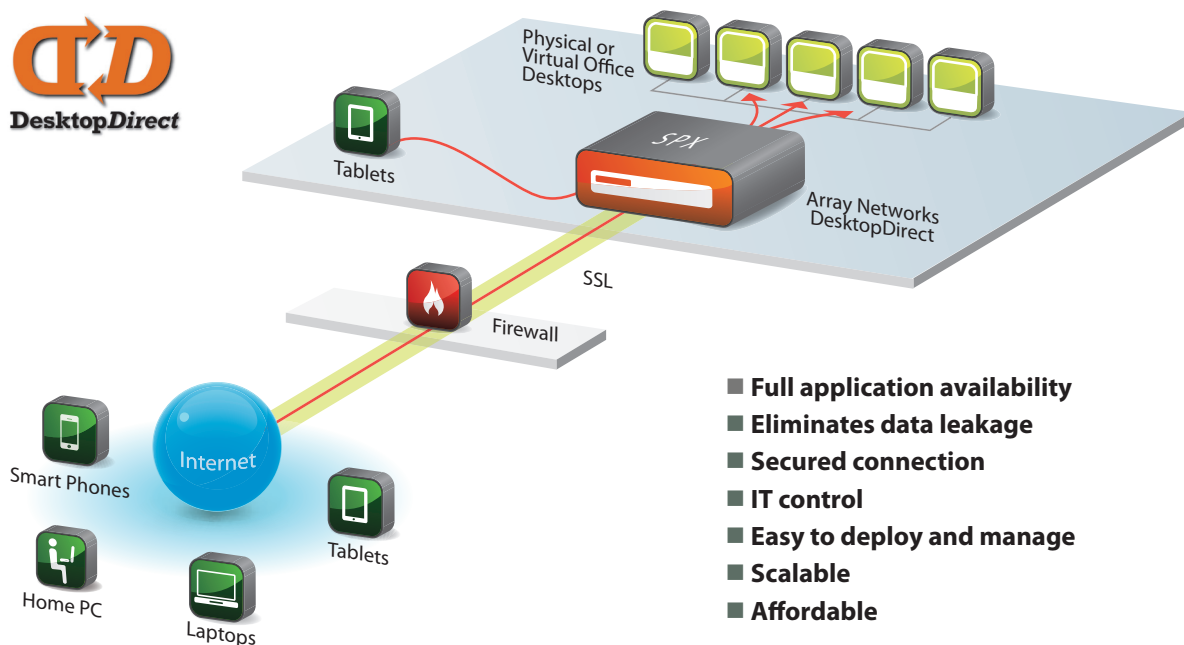 DesktopDirect
Physical or
Virtual Office
Desktops
Tablets
SPX
Array Networks
DesktopDirect
SSL
Firewall
Internet
Smart Phones
Tablets
Home PC
Laptops
■ Full application availability
■ Eliminates data leakage
■ Secured connection
■ IT control
■ Easy to deploy and manage
■ Scalable
■ Affordable